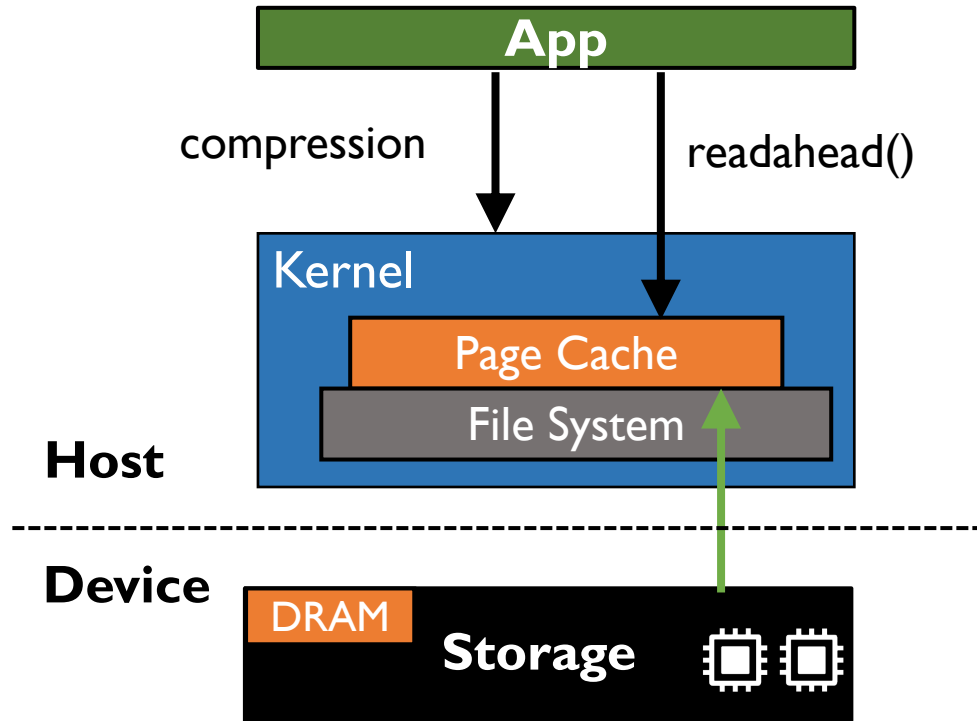 App
compression
readahead()
Kernel
Page Cache
File System
Host
Device
DRAM
Storage